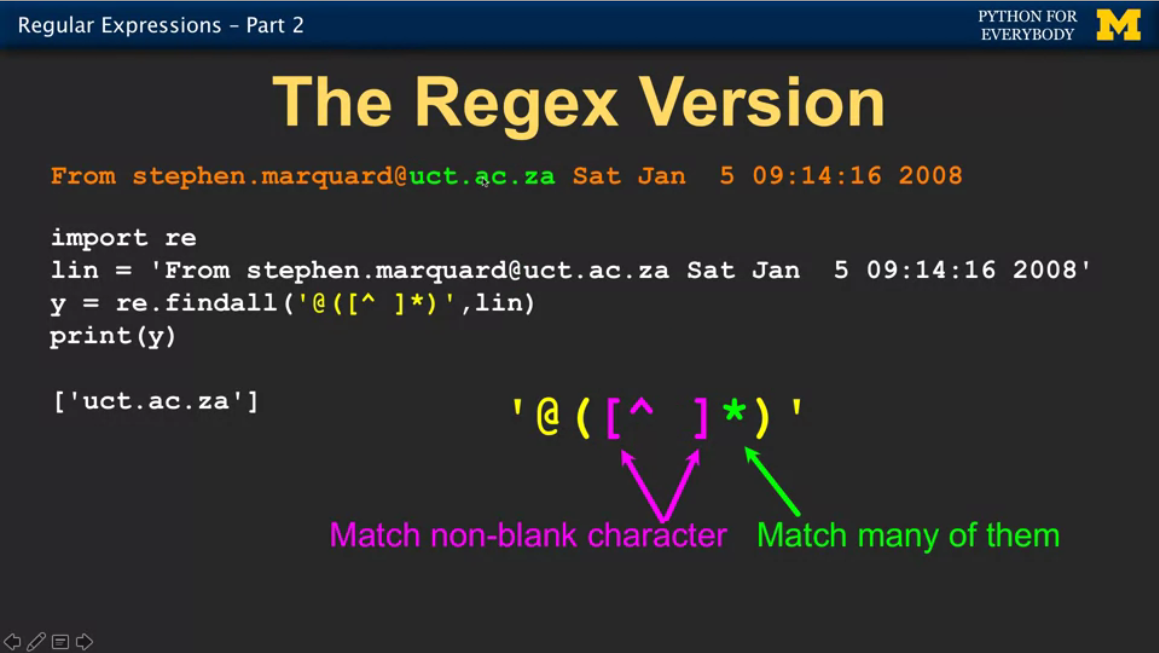 Regular Expressions – Part 2
PYTHON FOR
EVERYBODY
M
The Regex Version
From stephen.marquard@uct.ac.za Sat Jan  5 09:14:16 2008
import re
lin = 'From stephen.marquard@uct.ac.za Sat Jan  5 09:14:16 2008'
y = re.findall('@([^ ]*)',lin)
print(y)
['uct.ac.za']
'@([^ ]*)'
Match non-blank character
Match many of them